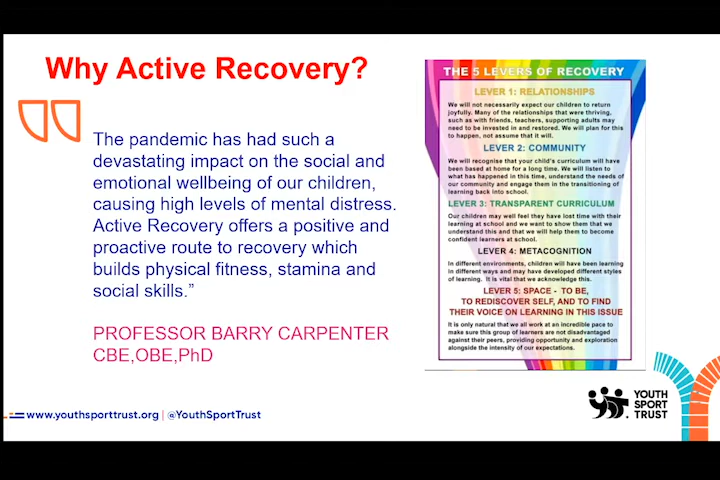 Why Active Recovery?
The pandemic has had such a
devastating impact on the social and
emotional wellbeing of our children,
causing high levels of mental distress.
Active Recovery offers a positive and
proactive route to recovery which
builds physical fitness, stamina and
social skills.”
PROFESSOR BARRY CARPENTER
CBE,OBE,PhD
THE 5 LEVERS OF RECOVERY
LEVER 1: RELATIONSHIPS
We will not necessarily expect our children to return
joyfully. Many of the relationships that were thriving,
such as with friends, teachers, supporting adults may
need to be invested in and restored. We will plan for this
to happen, not assume that it will.
LEVER 2: COMMUNITY
We will recognise that your child's curriculum will have
been based at home for a long time. We will listen to
what has happened in this time, understand the needs of
our community and engage them in the transitioning of
learning back into school.
LEVER 3: TRANSPARENT CURRICULUM
Our children may well feel they have lost time with their
learning at school and we want to show them that we
understand this and that we will help them to become
confident learners at school.
LEVER 4: METACOGNITION
In different environments, children will have been learning
in different ways and may have developed different styles
of learning. It is vital that we acknowledge this.
LEVER 5: SPACE - TO BE,
TO REDISCOVER SELF, AND TO FIND
THEIR VOICE ON LEARNING IN THIS ISSUE
It is only natural that we all work at an incredible pace to
make sure this group of learners are not disadvantaged
against their peers, providing opportunity and exploration
alongside the intensity of our expectations.
www.youthsporttrust.org | @YouthSportTrust
YOUTH
SPORT
TRUST